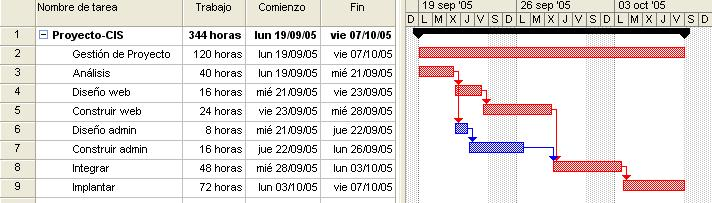 Nombre de tarea Trabajo Comienzo Fin
1 Proyecto-CIS 344 horas lun 19/09/05 vie 07/10/05
2 Gestión de Proyecto 120 horas lun 19/09/05 vie 07/10/05
3 Análisis 40 horas lun 19/09/05 mié 21/09/05
4 Diseño web 16 horas mié 21/09/05 vie 23/09/05
5 Construir web 24 horas vie 23/09/05 mié 28/09/05
6 Diseño admin 8 horas mié 21/09/05 jue 22/09/05
7 Construir admin 16 horas jue 22/09/05 lun 26/09/05
8 Integrar 48 horas mié 28/09/05 lun 03/10/05
9 Implantar 72 horas lun 03/10/05 vie 07/10/05
19 sep '05 26 sep '05 03 oct '05
D L M X J V S D L M X J V S D L M X J V S D